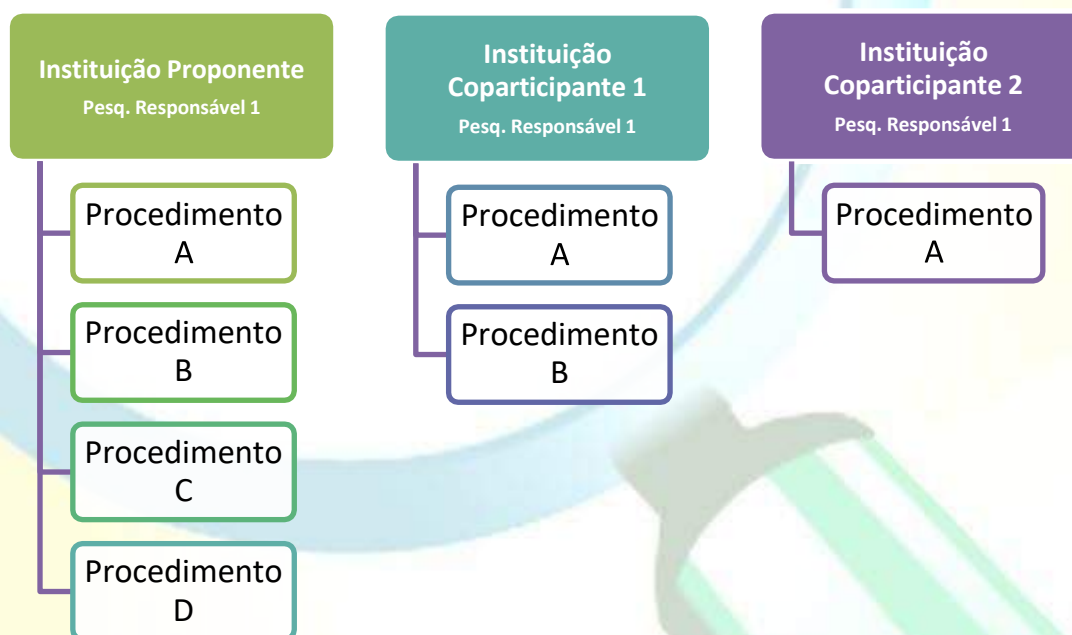 Instituição Proponente
Pesq. Responsável 1
Procedimento
A
Procedimento
B
Procedimento
C
Procedimento
D
Instituição
Coparticipante 1
Pesq. Responsável 1
Procedimento
A
Procedimento
B
Instituição
Coparticipante 2
Pesq. Responsável 1
Procedimento
A